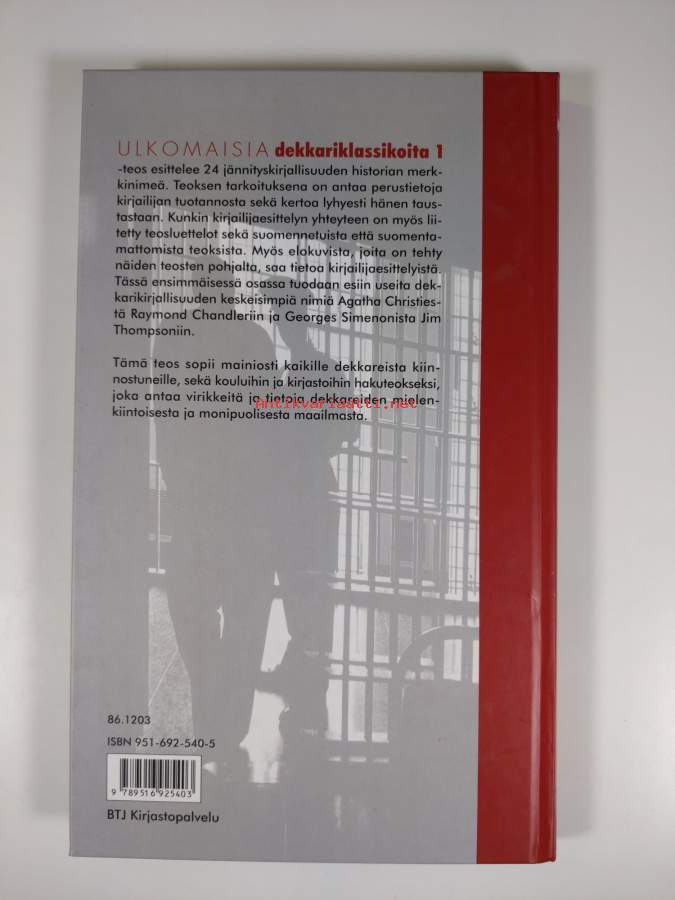 ULKOMAISIA dekkariklassikoita 1
-teos esittelee 24 jännityskirjallisuuden historian merk-
kinimeä. Teoksen tarkoituksena on antaa perustietoja
kirjailijan tuotannosta sekä kertoa lyhyesti hänen taus-
tastaan. Kunkin kirjailijaesittelyn yhteyteen on myös lii-
tetty teosluettelot sekä suomennetuista että suomenta-
mattomista teoksista. Myös elokuvista, joita on tehty
näiden teosten pohjalta, saa tietoa kirjailijaesittelyistä.
Tässä ensimmäisessä osassa tuodaan esiin useita dek-
karikirjallisuuden keskeisimpiä nimiä Agatha Christies-
tä Raymond Chandleriin ja Georges Simenonista Jim
Thompsoniin.
Tämä teos sopii mainiosti kaikille dekkareista kiin-
nostuneille, sekä kouluihin ja kirjastoihin hakuteokseksi,
joka antaa virikkeitä ja tietoja dekkareiden mielen-
Antikvariaatti.net
kiintoisesta ja monipuolisesta maailmasta.
86.1203
ISBN 951-692-540-5
9 789516 925403
BTJ Kirjastopalvelu